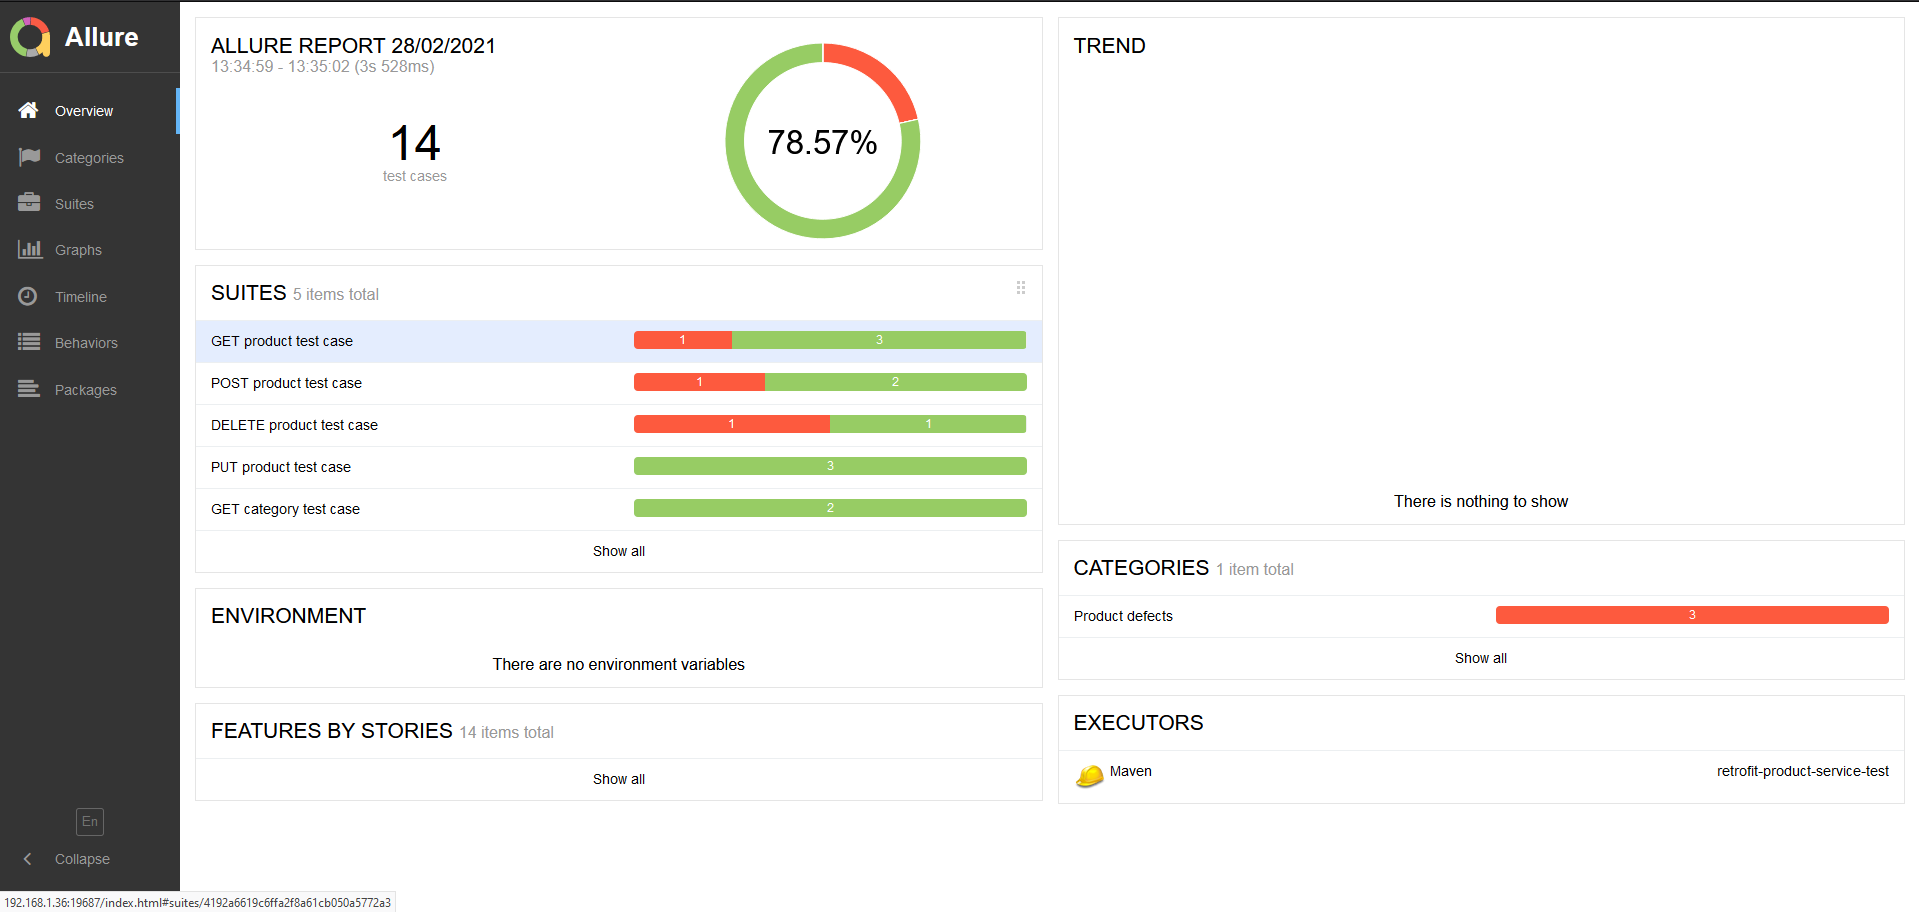 Allure
Overview
Categories
Suites
Graphs
Timeline
Behaviors
Packages
En
Collapse
ALLURE REPORT 28/02/2021
13:34:59 - 13:35:02 (3s 528ms)
14
test cases
78.57%
SUITES 5 items total
GET product test case 1 3
POST product test case 1 2
DELETE product test case 1 1
PUT product test case 3
GET category test case 2
Show all
ENVIRONMENT
There are no environment variables
FEATURES BY STORIES 14 items total
Show all
TREND
There is nothing to show
CATEGORIES 1 item total
Product defects 3
Show all
EXECUTORS
Maven retrofit-product-service-test
192.168.1.36:19687/index.html#suites/4192a6619c6ffa2f8a61cb050a5772a3